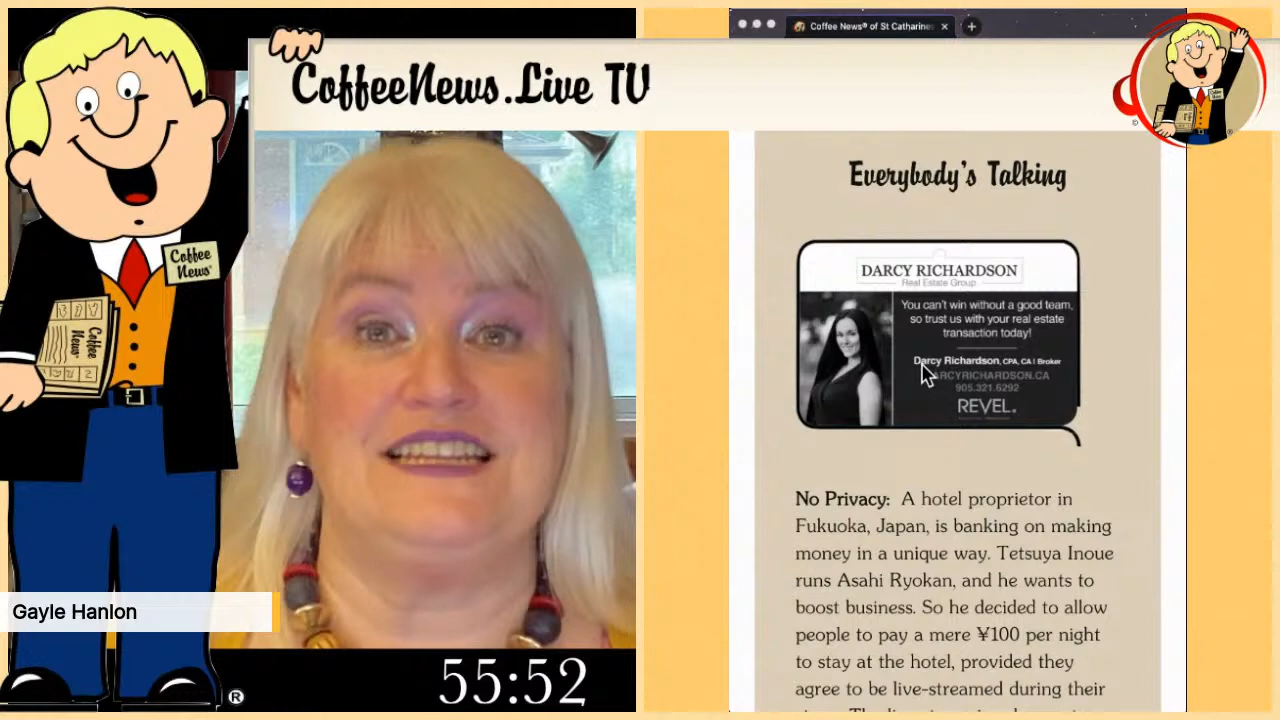 Coffee News® of St Catharines
CoffeeNews.Live TV
Coffee
News
Coffee
News
Everybody's Talking
DARCY RICHARDSON
Real Estate Group
You can't win without a good team,
so trust us with your real estate
transaction today!
Darcy Richardson, CPA, CA | Broker
ARCYRICHARDSON.CA
905.321.6292
REVEL.
No Privacy: A hotel proprietor in
Fukuoka, Japan, is banking on making
money in a unique way. Tetsuya Inoue
runs Asahi Ryokan, and he wants to
boost business. So he decided to allow
people to pay a mere ¥100 per night
to stay at the hotel, provided they
agree to be live-streamed during their
Gayle Hanlon
55:52
®